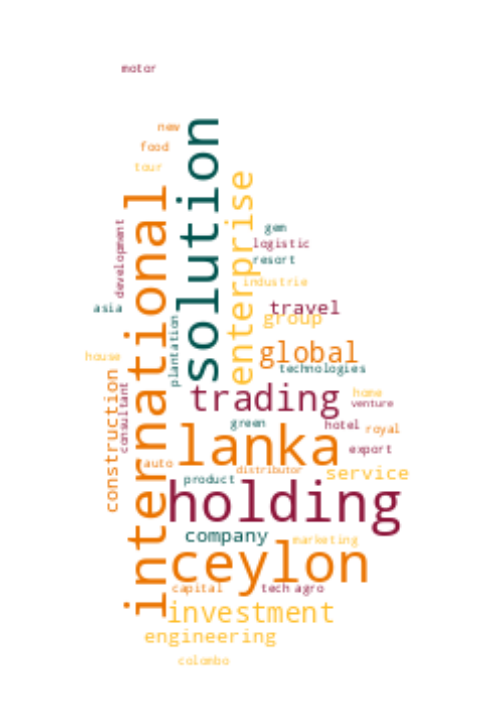 motor
new
food
tour
solution
international
enterprise
development
gem
logistic
resort
industrie
asia
travel
group
plantation
global
house
technologies
construction
consultant
trading
home
venture
green
hotel royal
lanka
export
auto
distributor
service
product
holding
company
marketing
ceylon
capital
tech agro
investment
engineering
colombo